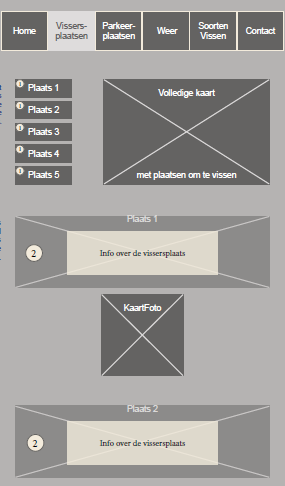 Home
Vissers-
plaatsen
Parkeer-
plaatsen
Weer
Soorten
Vissen
Contact
Plaats 1
Plaats 2
Plaats 3
Plaats 4
Plaats 5
Volledige kaart
met plaatsen om te vissen
Plaats 1
2
Info over de vissersplaats
KaartFoto
Plaats 2
2
Info over de vissersplaats